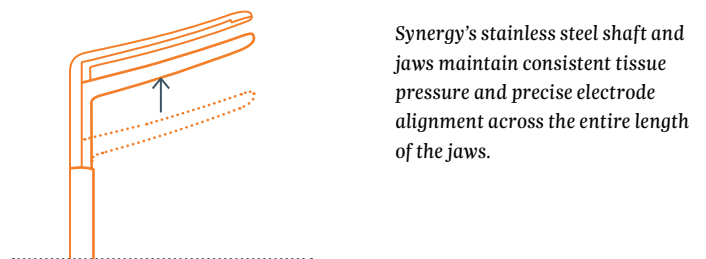 Synergy’s stainless steel shaft and
jaws maintain consistent tissue
pressure and precise electrode
alignment across the entire length
of the jaws.